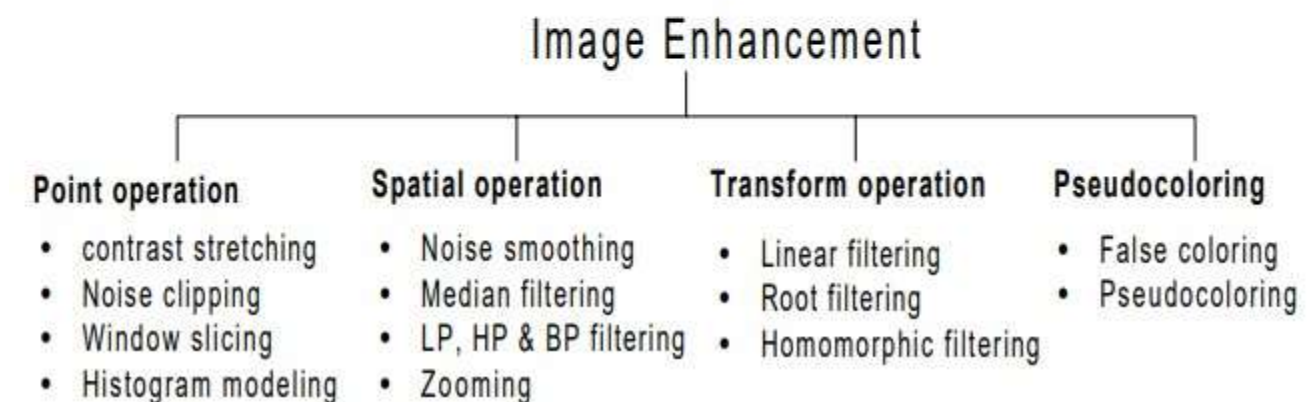 Image Enhancement
Point operation
• contrast stretching
• Noise clipping
• Window slicing
• Histogram modeling
Spatial operation
• Noise smoothing
• Median filtering
• LP, HP & BP filtering
• Zooming
Transform operation
• Linear filtering
• Root filtering
• Homomorphic filtering
Pseudocoloring
• False coloring
• Pseudocoloring